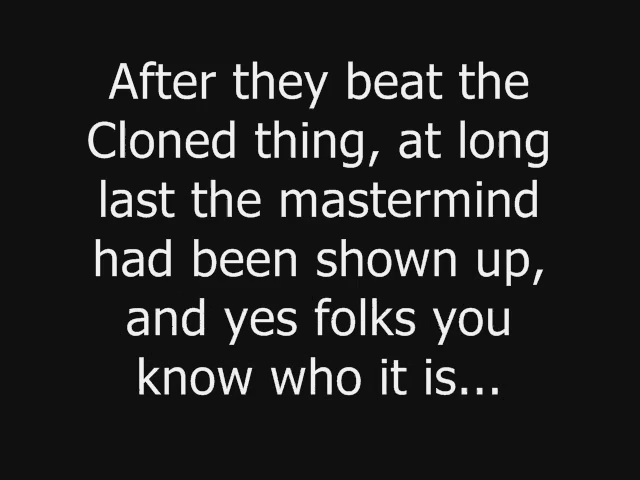 After they beat the
Cloned thing, at long
last the mastermind
had been shown up,
and yes folks you
know who it is...